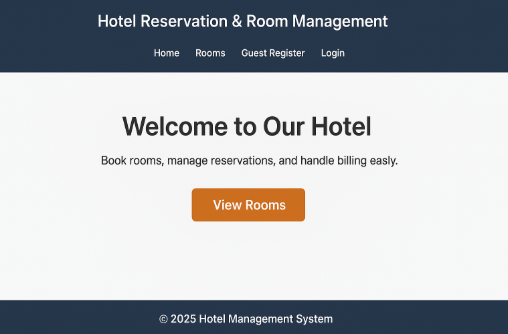 Hotel Reservation & Room Management
Home Rooms Guest Register Login
Welcome to Our Hotel
Book rooms, manage reservations, and handle billing easly.
View Rooms
© 2025 Hotel Management System